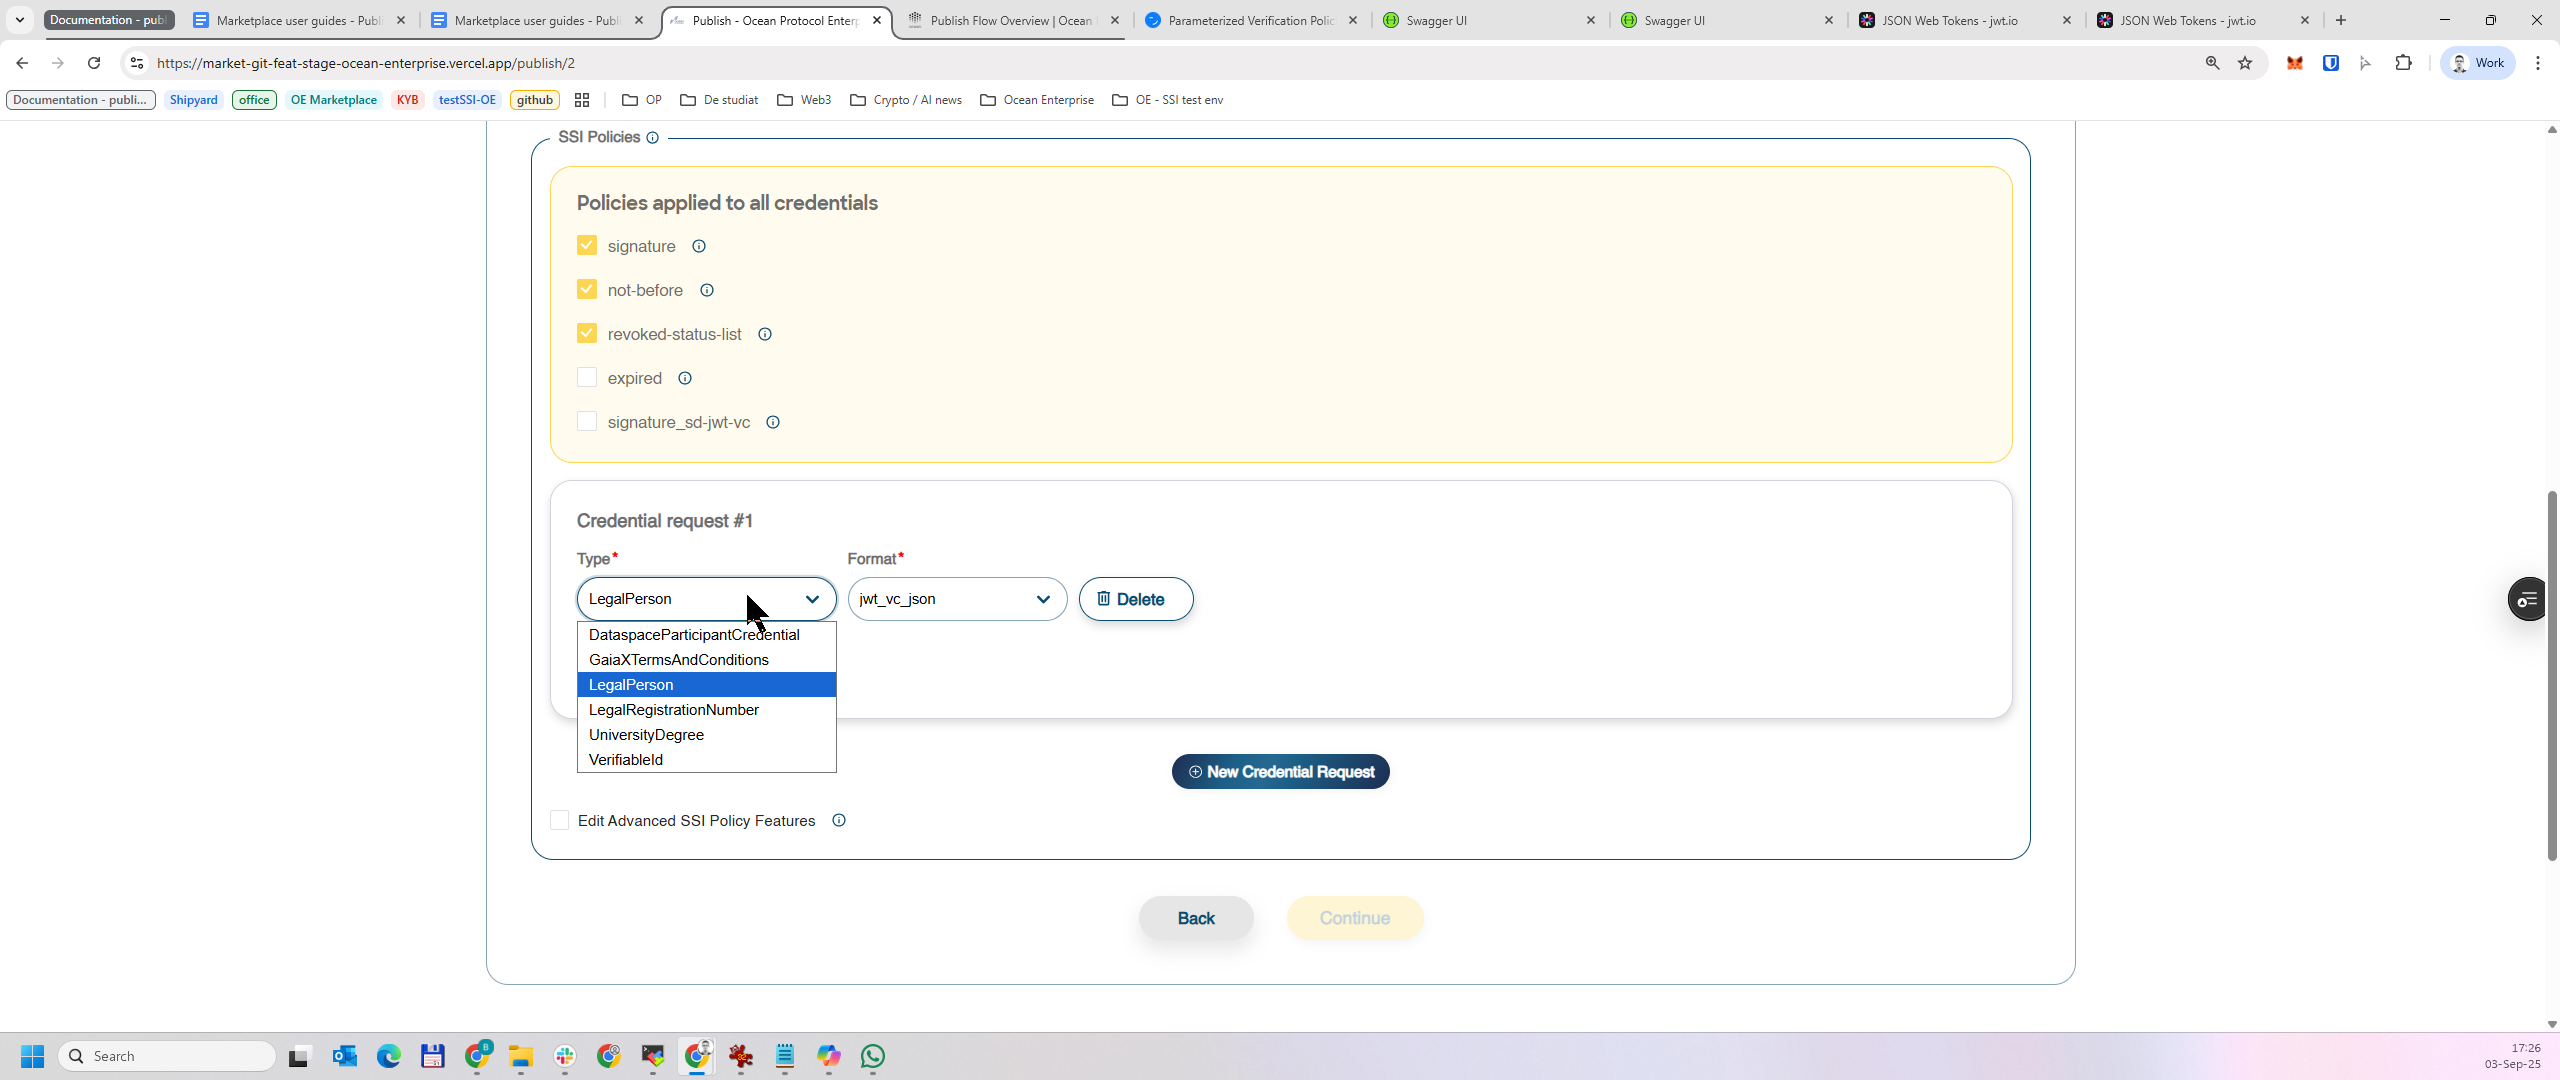 Documentation - publ
Marketplace user guides - Publi
Marketplace user guides - Publi
Publish - Ocean Protocol Enterp
Publish Flow Overview | Ocean
Parameterized Verification Polic
Swagger UI
Swagger UI
JSON Web Tokens - jwt.io
JSON Web Tokens - jwt.io
https://market-git-feat-stage-ocean-enterprise.vercel.app/publish/2
Work
Documentation - publi...
Shipyard
office
OE Marketplace
KYB
testSSI-OE
github
OP
De studiat
Web3
Crypto / AI news
Ocean Enterprise
OE - SSI test env
SSI Policies
Policies applied to all credentials
signature
not-before
revoked-status-list
expired
signature_sd-jwt-vc
Credential request #1
Type*
Format*
LegalPerson
jwt_vc_json
Delete
DataspaceParticipantCredential
GaiaXTermsAndConditions
LegalPerson
LegalRegistrationNumber
UniversityDegree
VerifiableId
New Credential Request
Edit Advanced SSI Policy Features
Back
Continue
Search
17:26
03-Sep-25